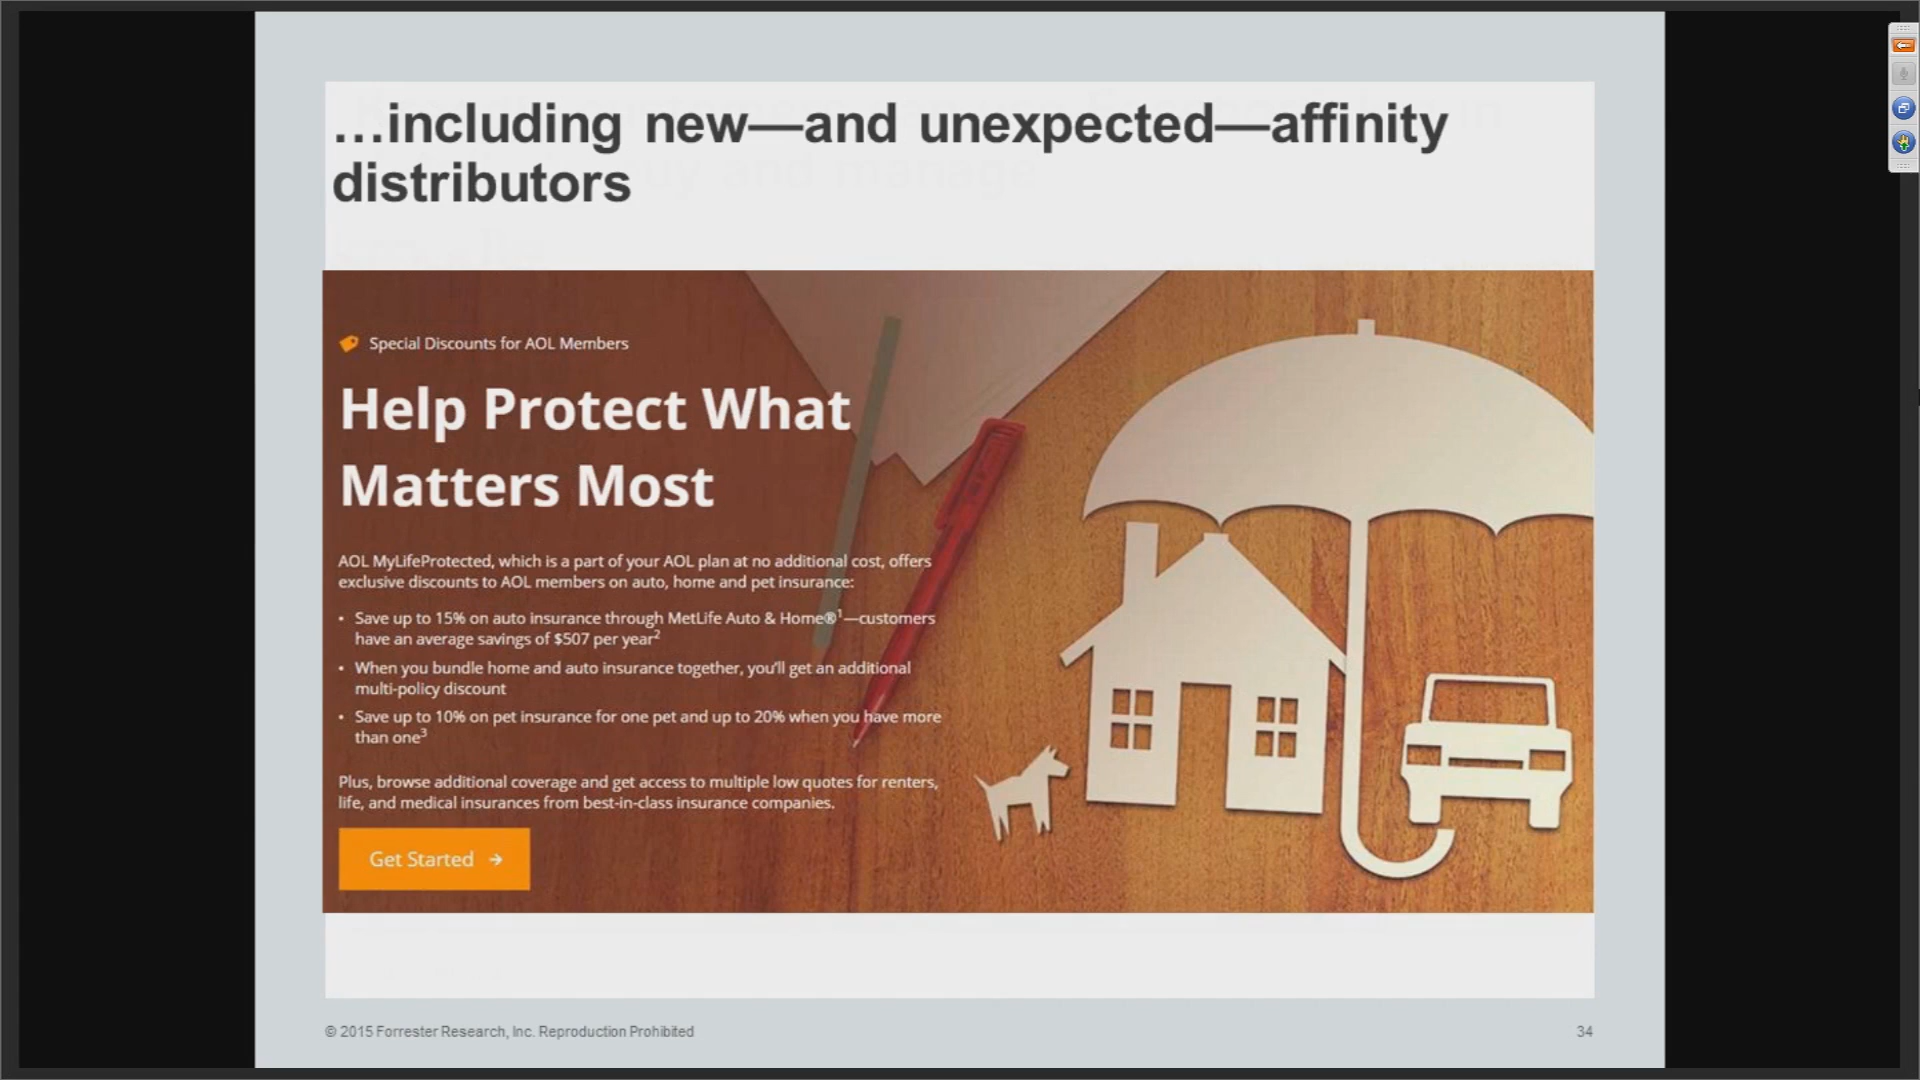 …including new—and unexpected—affinity
distributors
Special Discounts for AOL Members
Help Protect What
Matters Most
AOL MyLifeProtected, which is a part of your AOL plan at no additional cost, offers
exclusive discounts to AOL members on auto, home and pet insurance:
• Save up to 15% on auto insurance through MetLife Auto & Home®1—customers
have an average savings of $507 per year2
• When you bundle home and auto insurance together, you'll get an additional
multi-policy discount
• Save up to 10% on pet insurance for one pet and up to 20% when you have more
than one3
Plus, browse additional coverage and get access to multiple low quotes for renters,
life, and medical insurances from best-in-class insurance companies.
Get Started →
© 2015 Forrester Research, Inc. Reproduction Prohibited
34